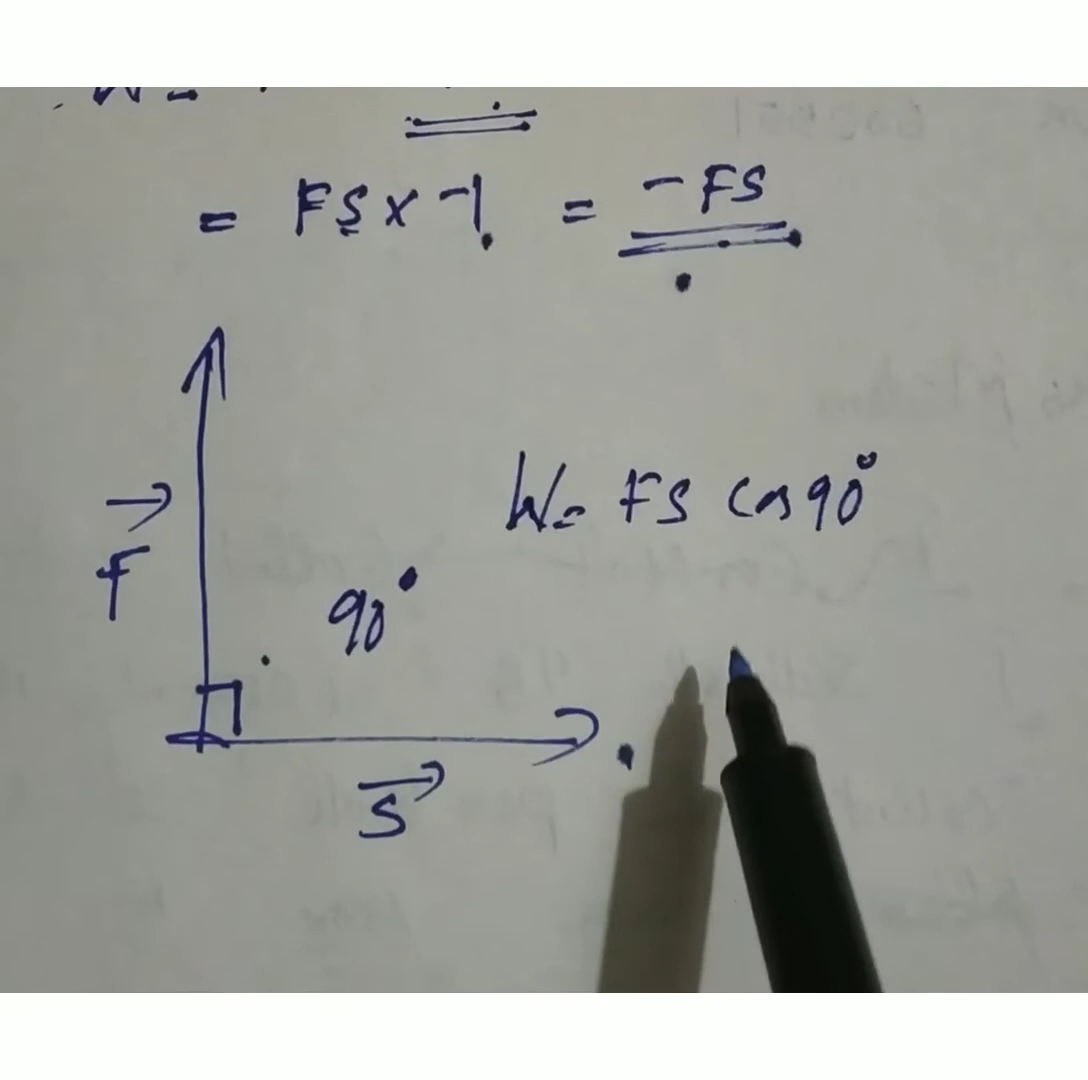 W =
= FS x -1 = -FS
F
W = FS cos 90°
90°
S